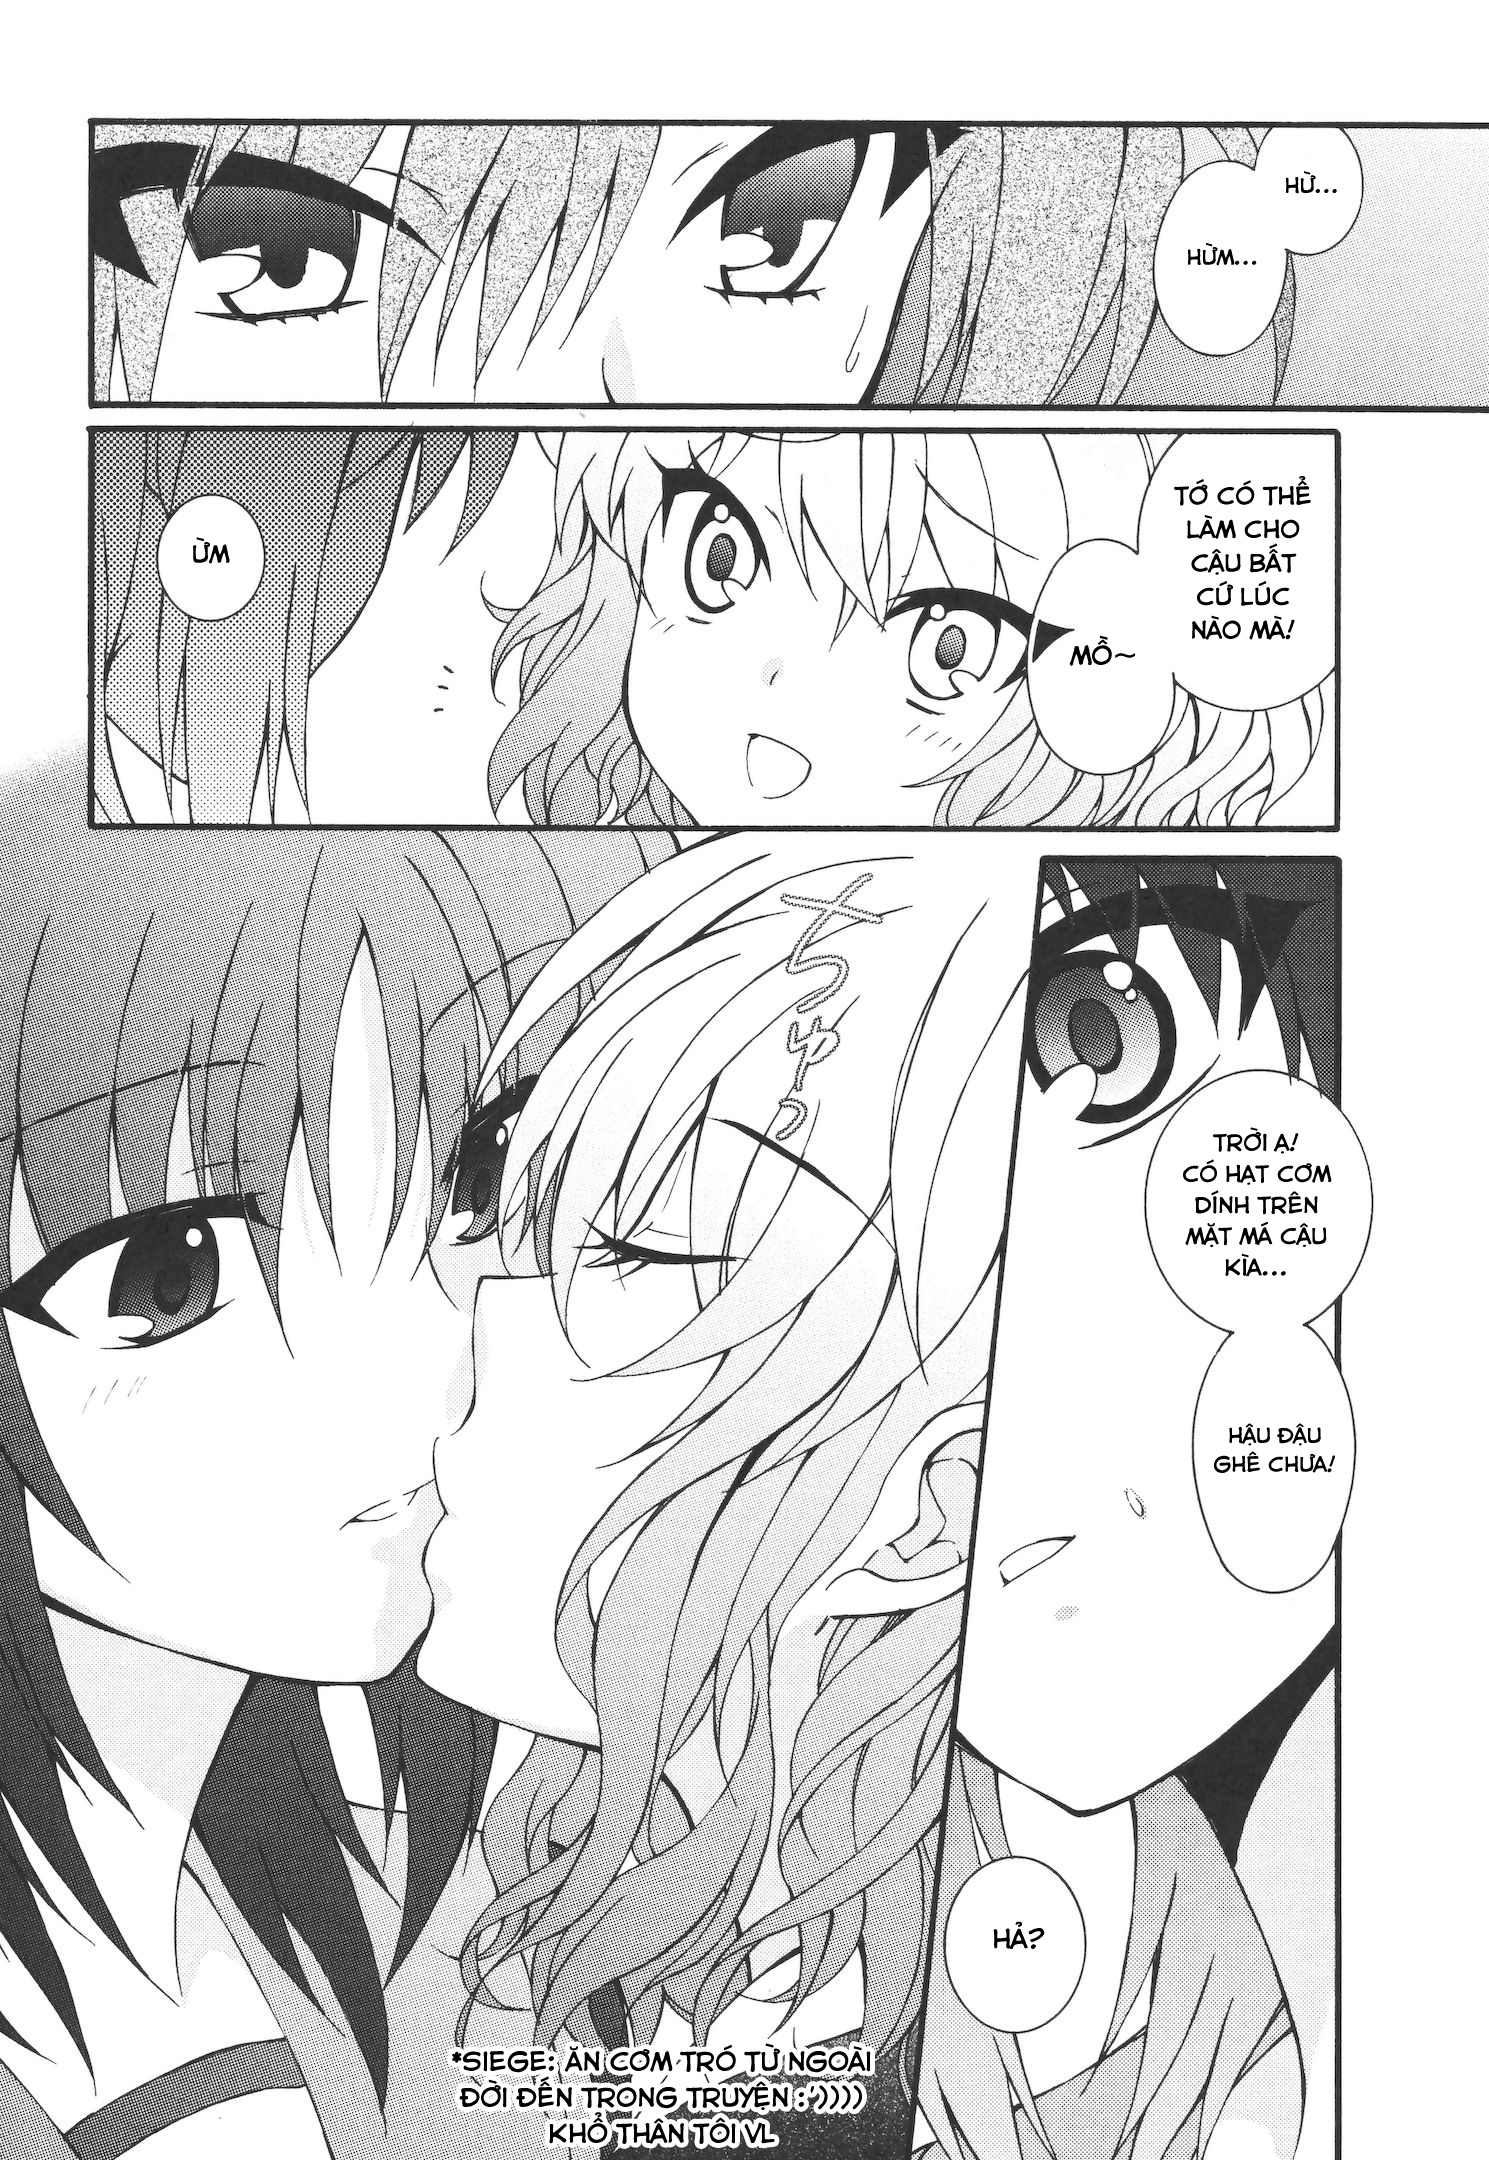 HỪ...
HỪM...
TỚ CÓ THỂ
LÀM CHO
CẬU BẤT
CỨ LÚC
NÀO MÀ!
MỒ~
ỪM
TRỜI Ạ!
CÓ HẠT CƠM
DÍNH TRÊN
MẶT MÁ CẬU
KÌA...
HẬU ĐẬU
GHÊ CHƯA!
HẢ?
ちゅっ
*SIEGE: ĂN CƠM TRÓ TỪ NGOÀI
ĐỜI ĐẾN TRONG TRUYỆN :'))))
KHỔ THÂN TÔI VL